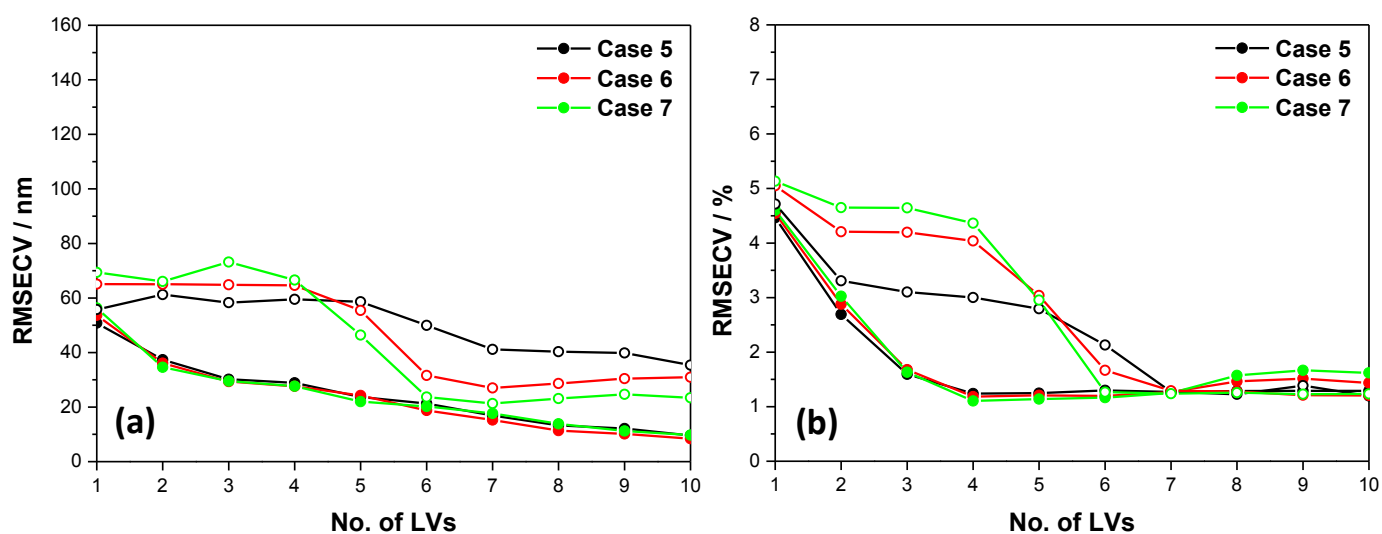 160
140
120
100
80
60
40
20
0
RMSECV / nm
Case 5
Case 6
Case 7
(a)
1 2 3 4 5 6 7 8 9 10
No. of LVs
8
7
6
5
4
3
2
1
0
RMSECV / %
Case 5
Case 6
Case 7
(b)
1 2 3 4 5 6 7 8 9 10
No. of LVs